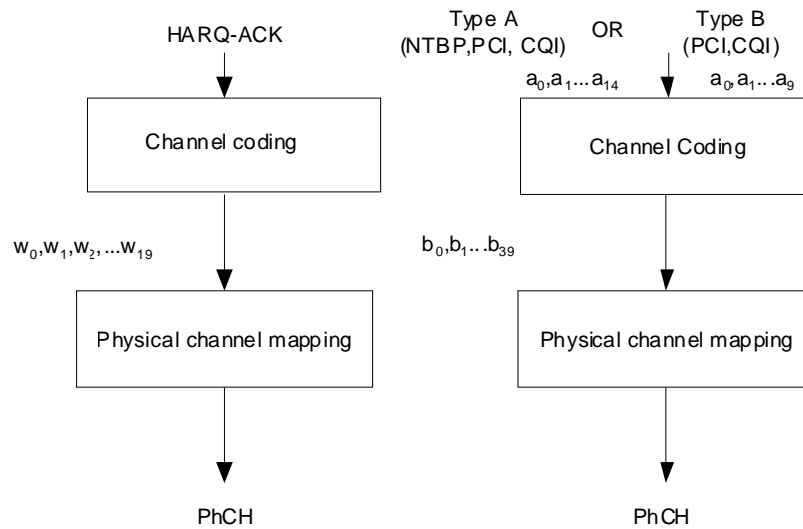 HARQ-ACK
Channel coding
w0,w1,w2,...w19
Physical channel mapping
PhCH
Type A
(NTBP,PCI, CQI)
OR
Type B
(PCI,CQI)
a0,a1...a14
a0,a1...a9
Channel Coding
b0,b1...b39
Physical channel mapping
PhCH